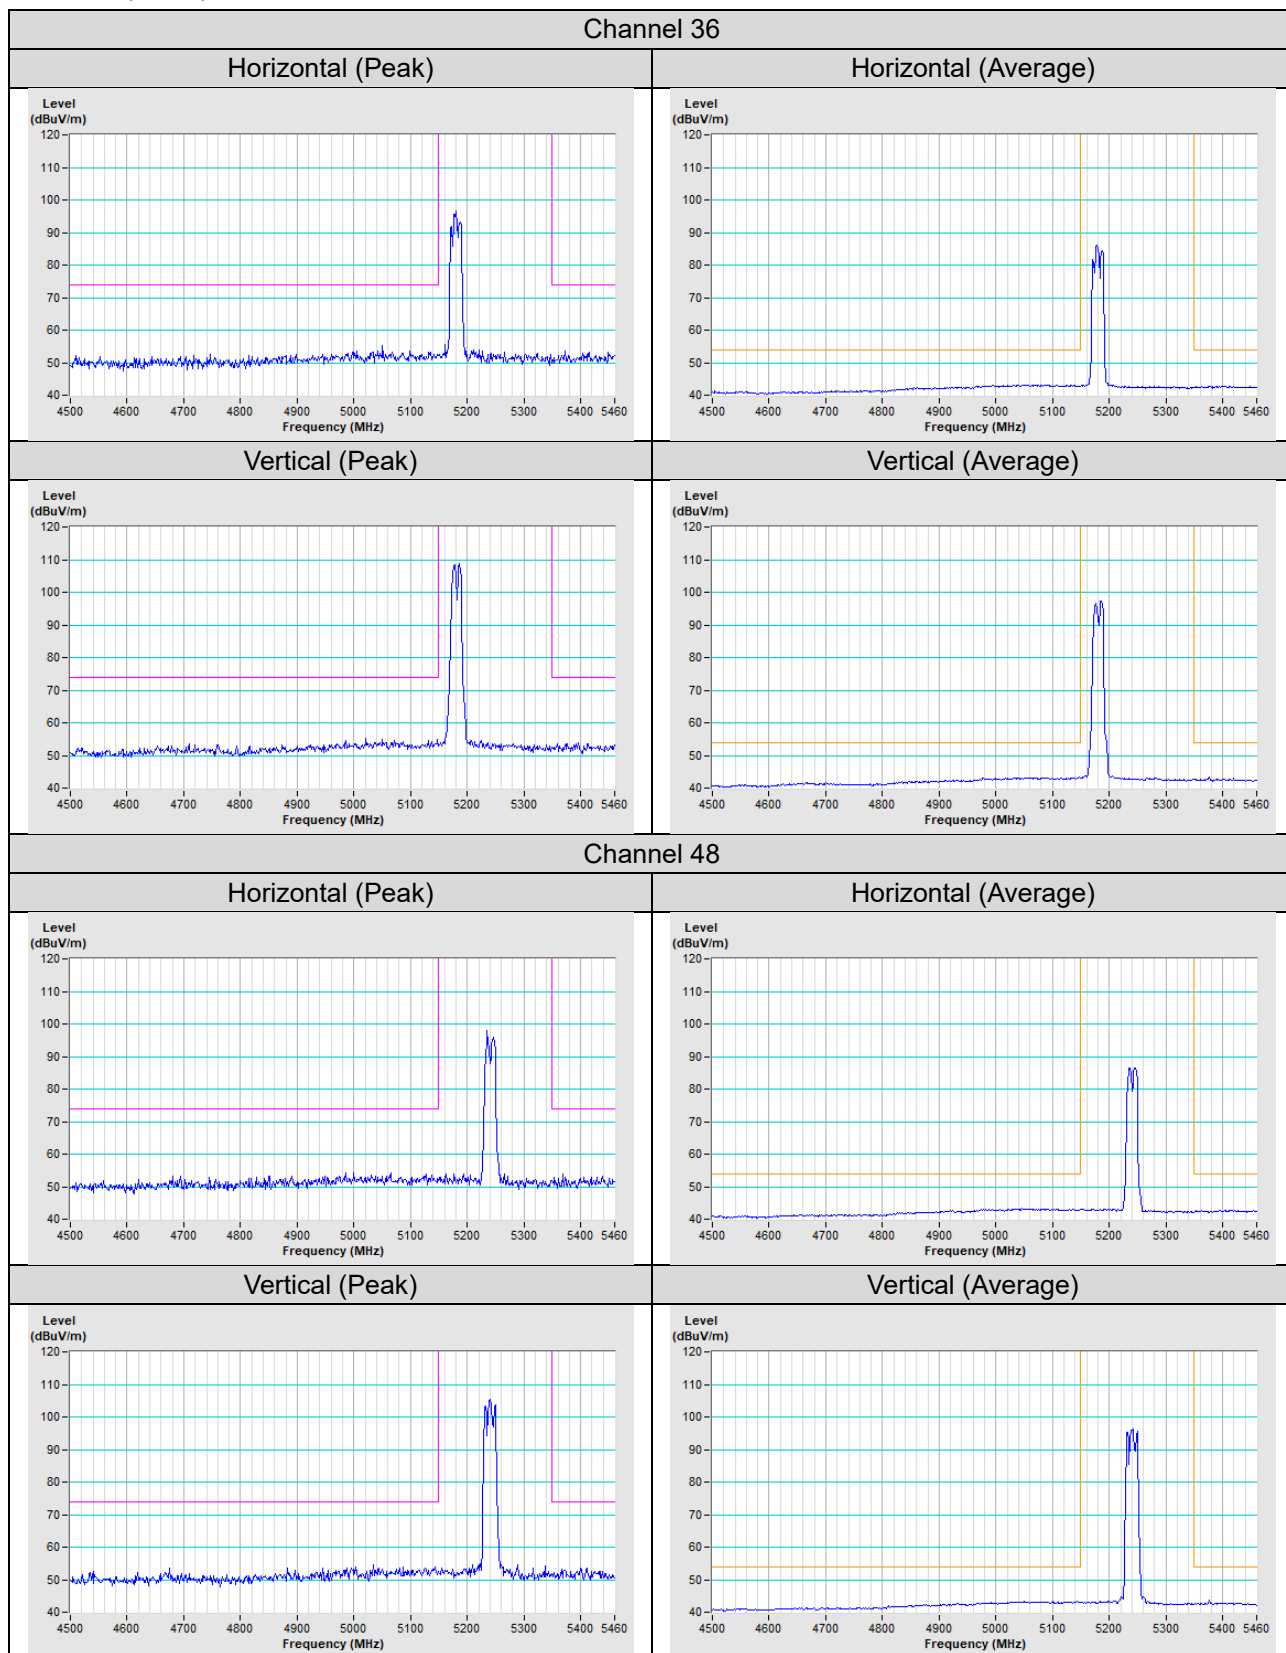 Channel 36
Horizontal (Peak) Horizontal (Average)
Level Level
(dBuV/m) (dBuV/m)
120 120
110 110
100 100
90 90
80 80
70 70
60 60
50 50
40 40
4500 4600 4700 4800 4900 5000 5100 5200 5300 5400 5460 4500 4600 4700 4800 4900 5000 5100 5200 5300 5400 5460
Frequency (MHz) Frequency (MHz)
Vertical (Peak) Vertical (Average)
Level Level
(dBuV/m) (dBuV/m)
120 120
110 110
100 100
90 90
80 80
70 70
60 60
50 50
40 40
4500 4600 4700 4800 4900 5000 5100 5200 5300 5400 5460 4500 4600 4700 4800 4900 5000 5100 5200 5300 5400 5460
Frequency (MHz) Frequency (MHz)
Channel 48
Horizontal (Peak) Horizontal (Average)
Level Level
(dBuV/m) (dBuV/m)
120 120
110 110
100 100
90 90
80 80
70 70
60 60
50 50
40 40
4500 4600 4700 4800 4900 5000 5100 5200 5300 5400 5460 4500 4600 4700 4800 4900 5000 5100 5200 5300 5400 5460
Frequency (MHz) Frequency (MHz)
Vertical (Peak) Vertical (Average)
Level Level
(dBuV/m) (dBuV/m)
120 120
110 110
100 100
90 90
80 80
70 70
60 60
50 50
40 40
4500 4600 4700 4800 4900 5000 5100 5200 5300 5400 5460 4500 4600 4700 4800 4900 5000 5100 5200 5300 5400 5460
Frequency (MHz) Frequency (MHz)